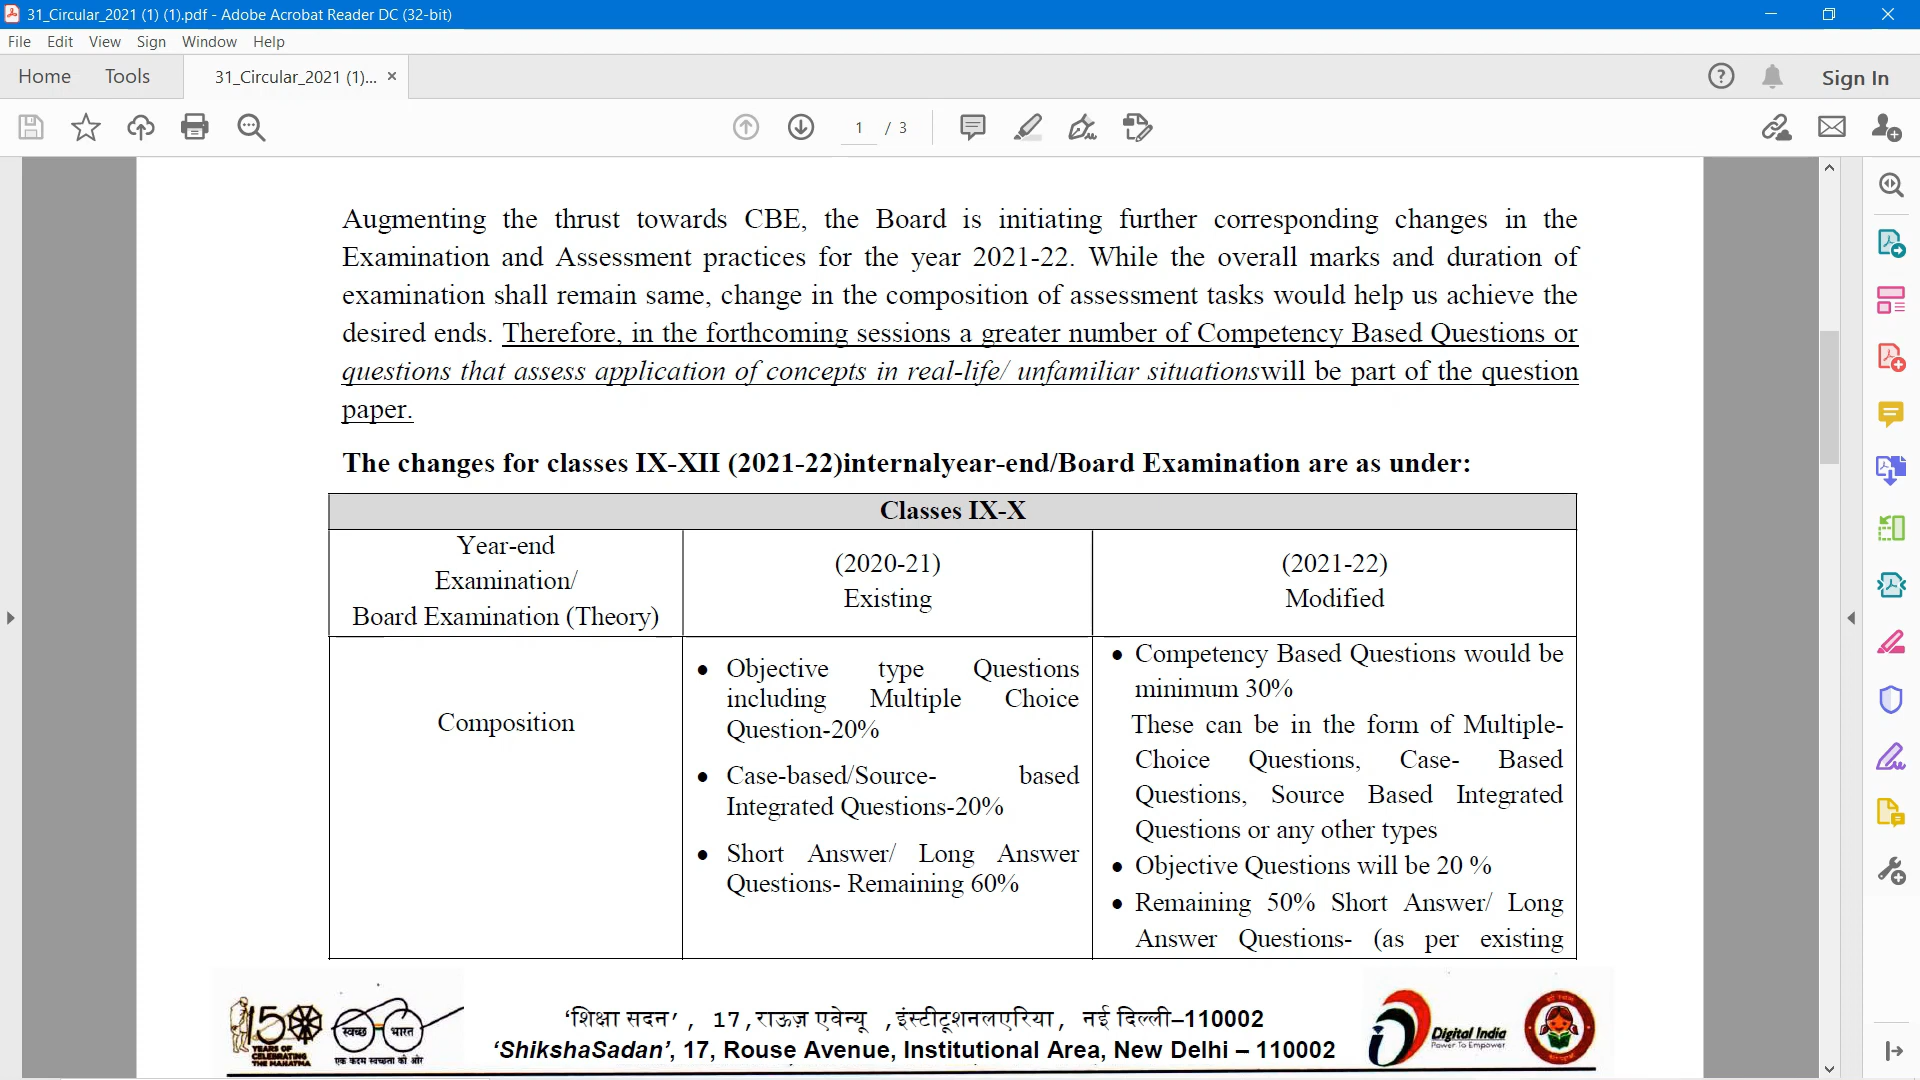 31_Circular_2021 (1) (1).pdf - Adobe Acrobat Reader DC (32-bit)
File Edit View Sign Window Help
Home Tools 31_Circular_2021 (1)... × Sign In
1 / 3
Augmenting the thrust towards CBE, the Board is initiating further corresponding changes in the
Examination and Assessment practices for the year 2021-22. While the overall marks and duration of
examination shall remain same, change in the composition of assessment tasks would help us achieve the
desired ends. Therefore, in the forthcoming sessions a greater number of Competency Based Questions or
questions that assess application of concepts in real-life/ unfamiliar situationswill be part of the question
paper.
The changes for classes IX-XII (2021-22)internalyear-end/Board Examination are as under:
Classes IX-X
Year-end
Examination/
Board Examination (Theory)
(2020-21)
Existing
(2021-22)
Modified
Composition
• Objective type Questions
including Multiple Choice
Question-20%
• Case-based/Source- based
Integrated Questions-20%
• Short Answer/ Long Answer
Questions- Remaining 60%
• Competency Based Questions would be
minimum 30%
These can be in the form of Multiple-
Choice Questions, Case- Based
Questions, Source Based Integrated
Questions or any other types
• Objective Questions will be 20 %
• Remaining 50% Short Answer/ Long
Answer Questions- (as per existing
150
YEARS OF
CELEBRATING
THE MAHATMA
स्वच्छ भारत
एक कदम स्वच्छता की ओर
‘शिक्षा सदन’ , 17,राऊज़ एवेन्यू ,इंस्टीटूशनलएरिया, नई दिल्ली–110002
‘ShikshaSadan’, 17, Rouse Avenue, Institutional Area, New Delhi – 110002
Digital India
Power To Empower